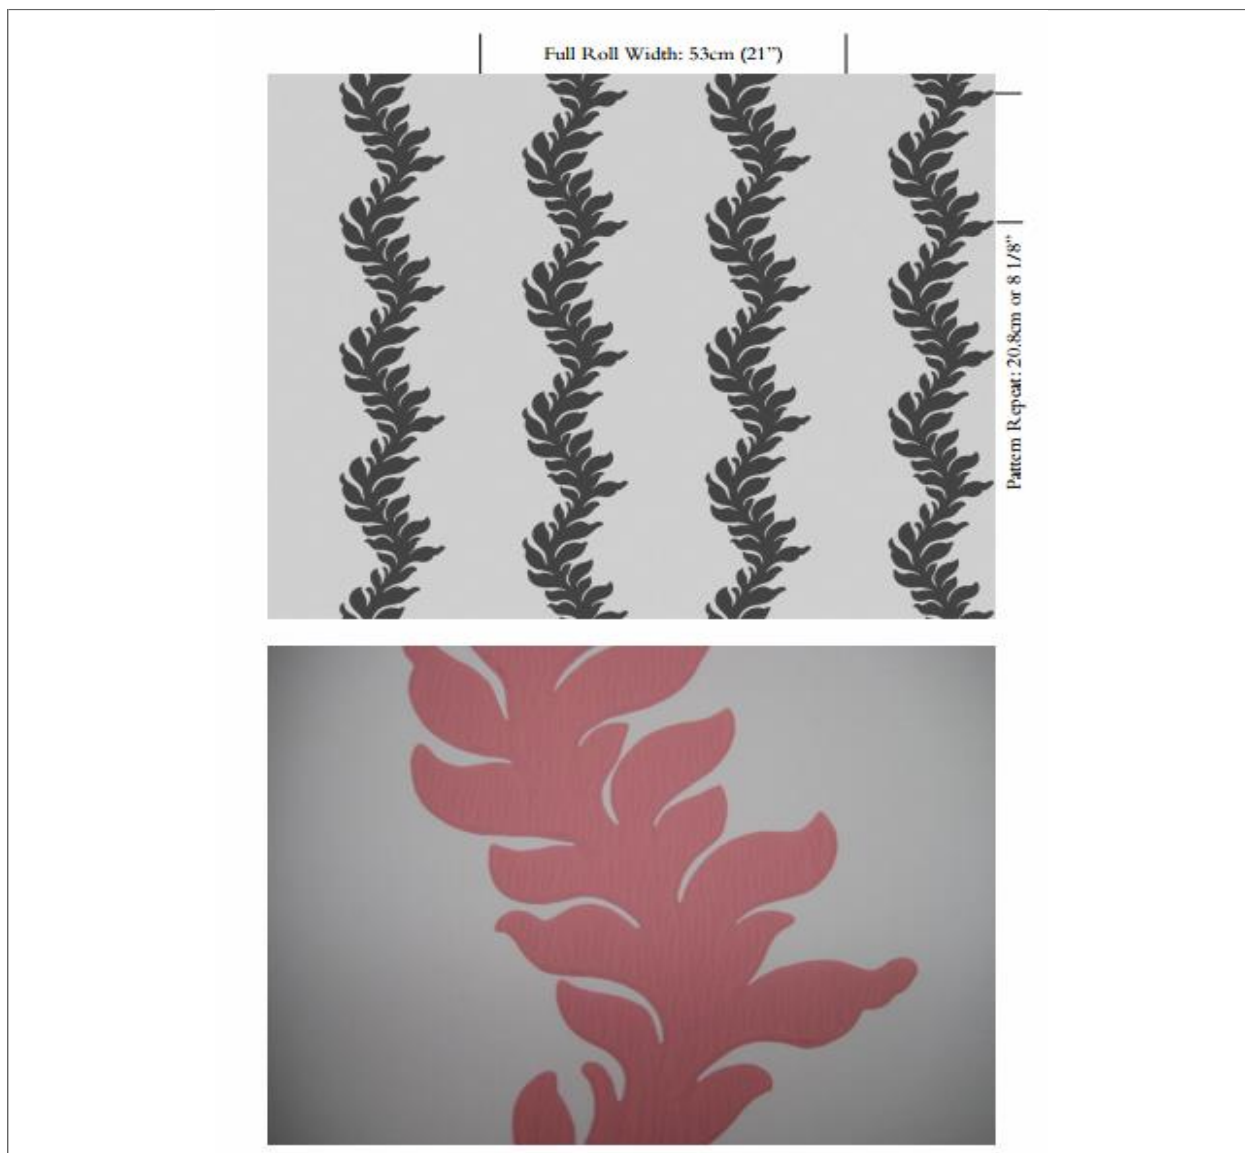 Full Roll Width: 53cm (21”)
Pattern Repeat: 20.8cm or 8 1/8”